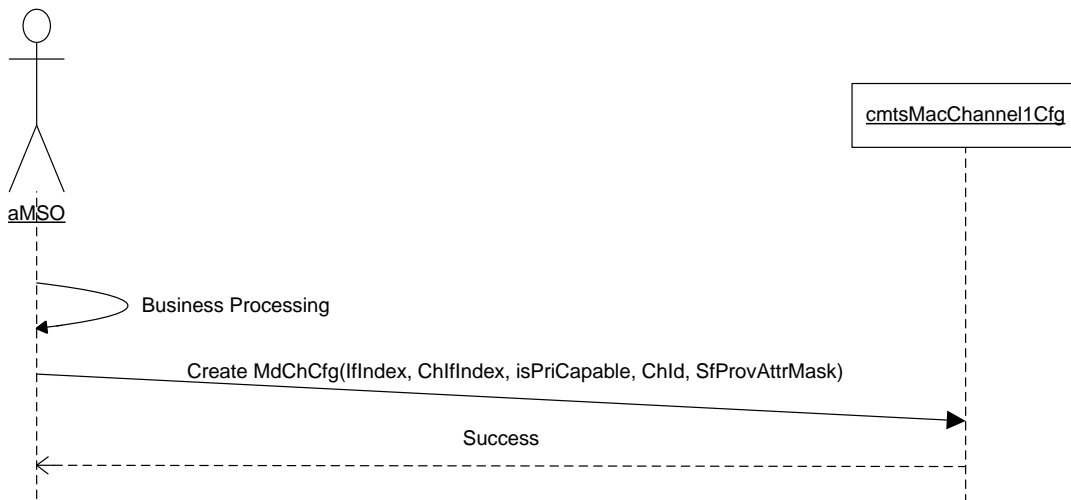 cmtsMacChannel1Cfg
aMSO
Business Processing
Create MdChCfg(IfIndex, ChIfIndex, isPriCapable, ChId, SfProvAttrMask)
Success